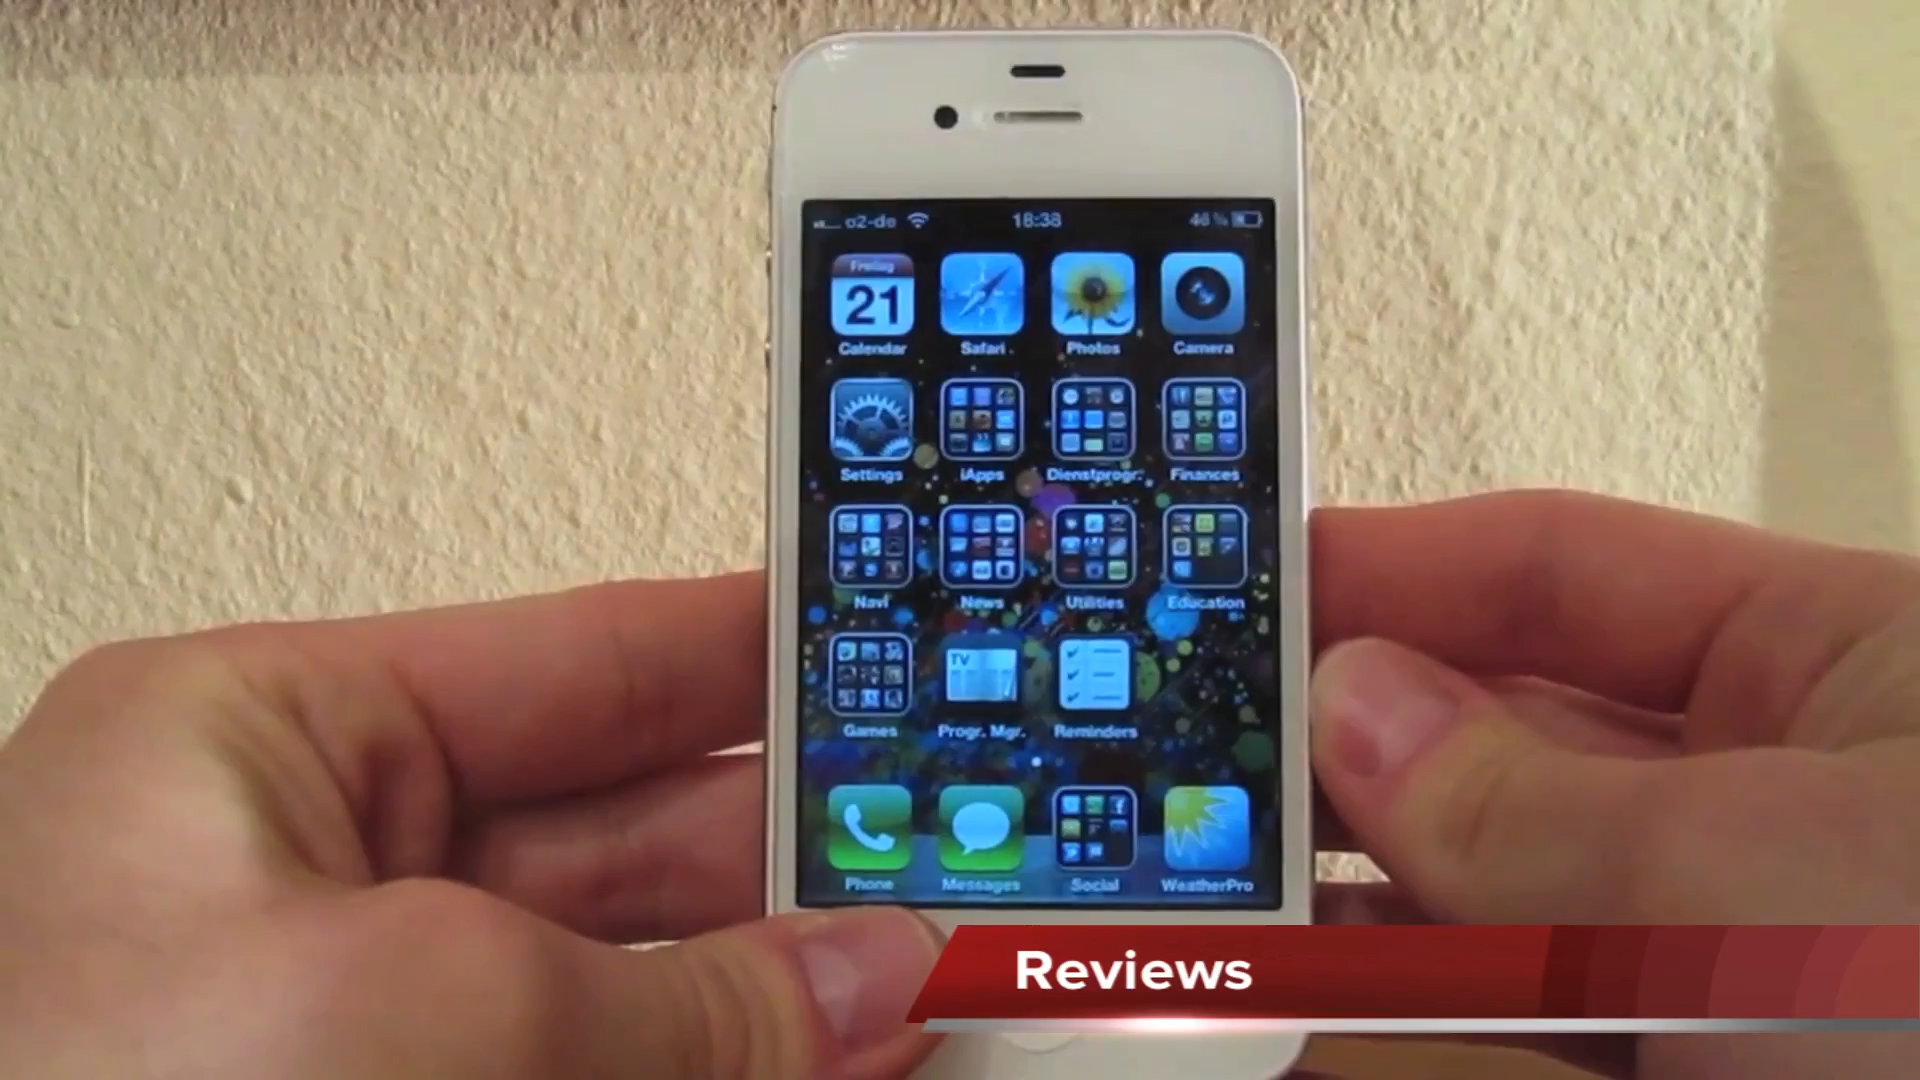 o2-de 18:38 46 %
Freitag
21
Calendar Safari Photos Camera
Settings iApps Dienstprogr. Finances
Navi News Utilities Education
TV
Games Progr. Mgr. Reminders
Phone Messages Social WeatherPro
Reviews